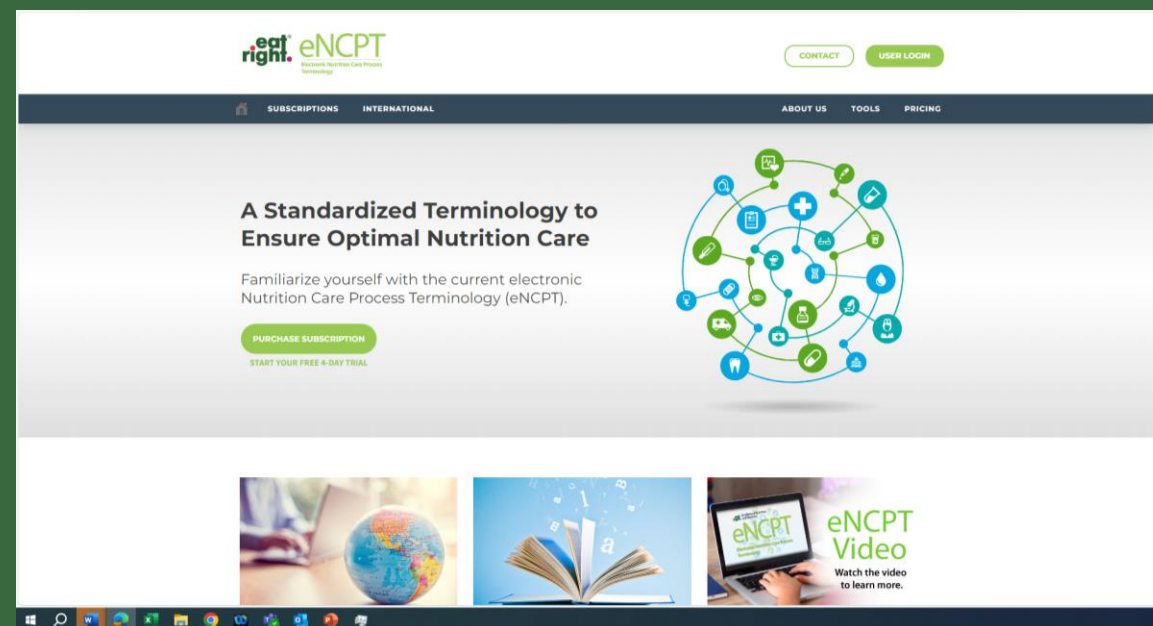 eat
right. eNCPT
Electronic Nutrition Care Process
Terminology
CONTACT
USER LOGIN
SUBSCRIPTIONS INTERNATIONAL
ABOUT US TOOLS PRICING
A Standardized Terminology to
Ensure Optimal Nutrition Care
Familiarize yourself with the current electronic
Nutrition Care Process Terminology (eNCPT).
PURCHASE SUBSCRIPTION
START YOUR FREE 4-DAY TRIAL
eNCPT
eNCPT
Video
Watch the video
to learn more.